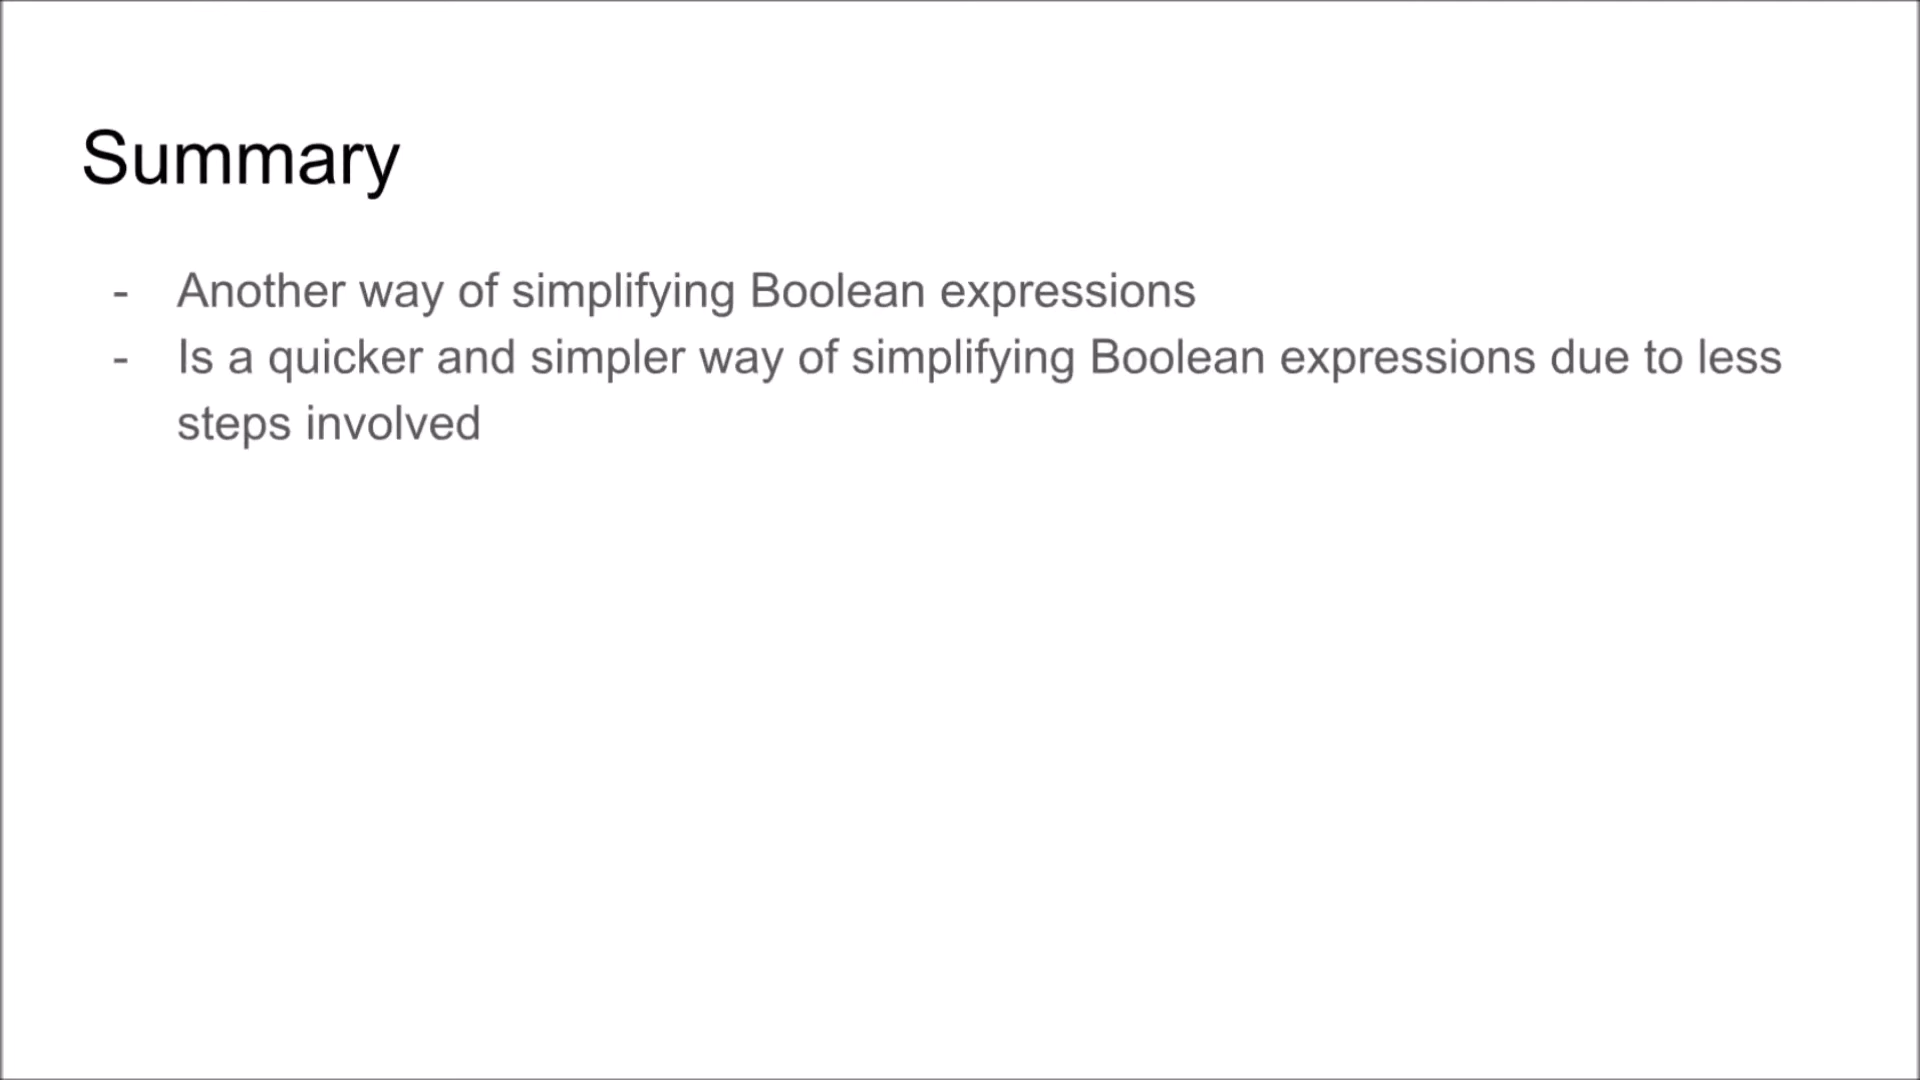 Summary
- Another way of simplifying Boolean expressions
- Is a quicker and simpler way of simplifying Boolean expressions due to less
steps involved